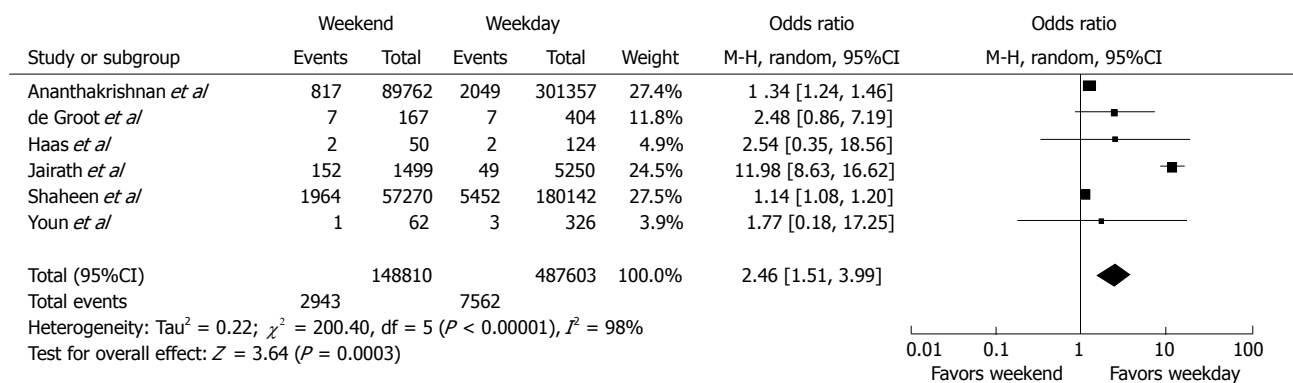 Weekend Weekday Odds ratio Odds ratio
Study or subgroup Events Total Events Total Weight M-H, random, 95%CI M-H, random, 95%CI
Ananthakrishnan et al 817 89762 2049 301357 27.4% 1 .34 [1.24, 1.46]
de Groot et al 7 167 7 404 11.8% 2.48 [0.86, 7.19]
Haas et al 2 50 2 124 4.9% 2.54 [0.35, 18.56]
Jairath et al 152 1499 49 5250 24.5% 11.98 [8.63, 16.62]
Shaheen et al 1964 57270 5452 180142 27.5% 1.14 [1.08, 1.20]
Youn et al 1 62 3 326 3.9% 1.77 [0.18, 17.25]
Total (95%CI) 148810 487603 100.0% 2.46 [1.51, 3.99]
Total events 2943 7562
Heterogeneity: Tau² = 0.22; χ² = 200.40, df = 5 (P < 0.00001), I² = 98%
Test for overall effect: Z = 3.64 (P = 0.0003)
0.01 0.1 1 10 100
Favors weekend Favors weekday